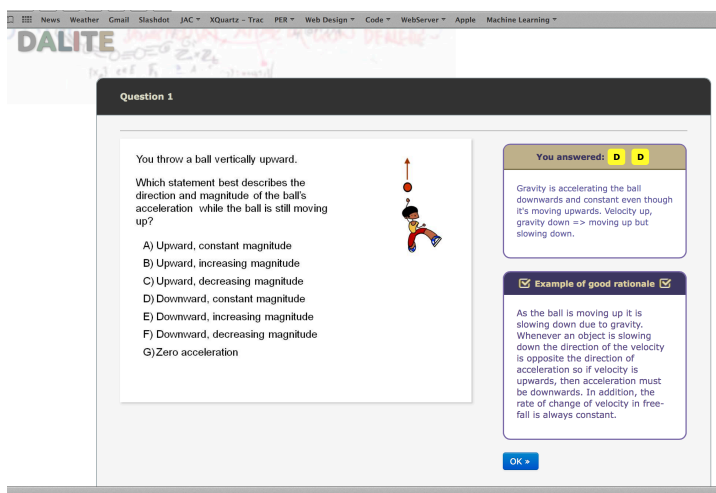 News Weather Gmail Slashdot JAC XQuartz – Trac PER Web Design Code WebServer Apple Machine Learning
DALITE
Question 1
You throw a ball vertically upward.
Which statement best describes the
direction and magnitude of the ball's
acceleration while the ball is still moving
up?
A) Upward, constant magnitude
B) Upward, increasing magnitude
C) Upward, decreasing magnitude
D) Downward, constant magnitude
E) Downward, increasing magnitude
F) Downward, decreasing magnitude
G) Zero acceleration
You answered: D D
Gravity is accelerating the ball
downwards and constant even though
it's moving upwards. Velocity up,
gravity down => moving up but
slowing down.
Example of good rationale
As the ball is moving up it is
slowing down due to gravity.
Whenever an object is slowing
down the direction of the velocity
is opposite the direction of
acceleration so if velocity is
upwards, then acceleration must
be downwards. In addition, the
rate of change of velocity in free-
fall is always constant.
OK »